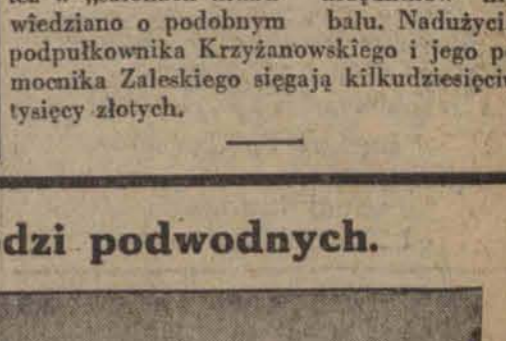 wiedziano o podobnym balu. Nadużyci
podpułkownika Krzyżanowskiego i jego p
mocnika Zaleskiego sięgają kilkudziesięci
tysięcy złotych.
dzi podwodnych.